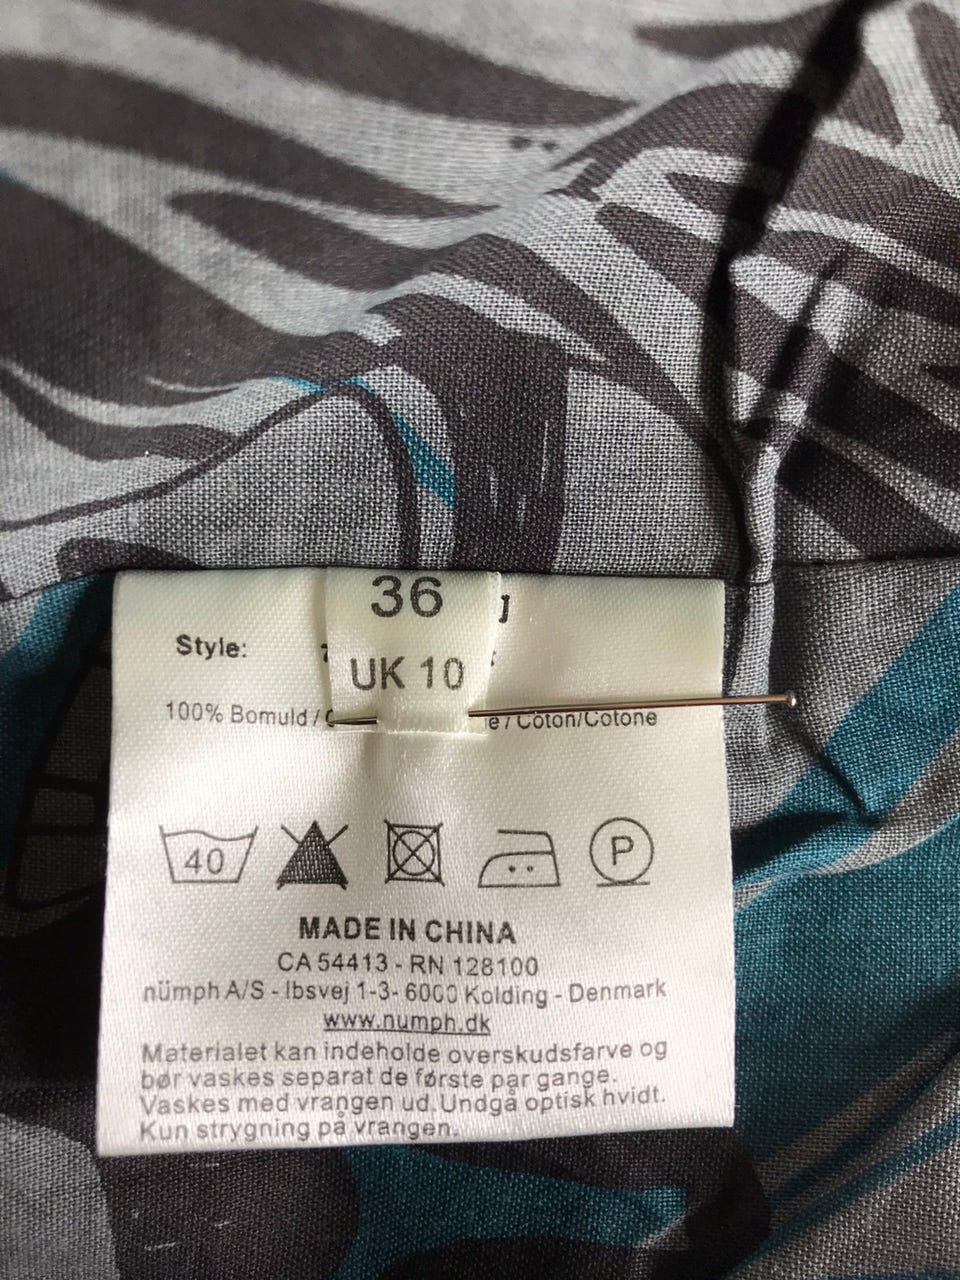 36
Style:
UK 10
100% Bomuld / Coton/Cotone
40
P
MADE IN CHINA
CA 54413 - RN 128100
nümph A/S - Ibsvej 1-3- 6000 Kolding - Denmark
www.numph.dk
Materialet kan indeholde overskudsfarve og
bør vaskes separat de første par gange.
Vaskes med vrangen ud. Undgå optisk hvidt.
Kun strygning på vrangen.